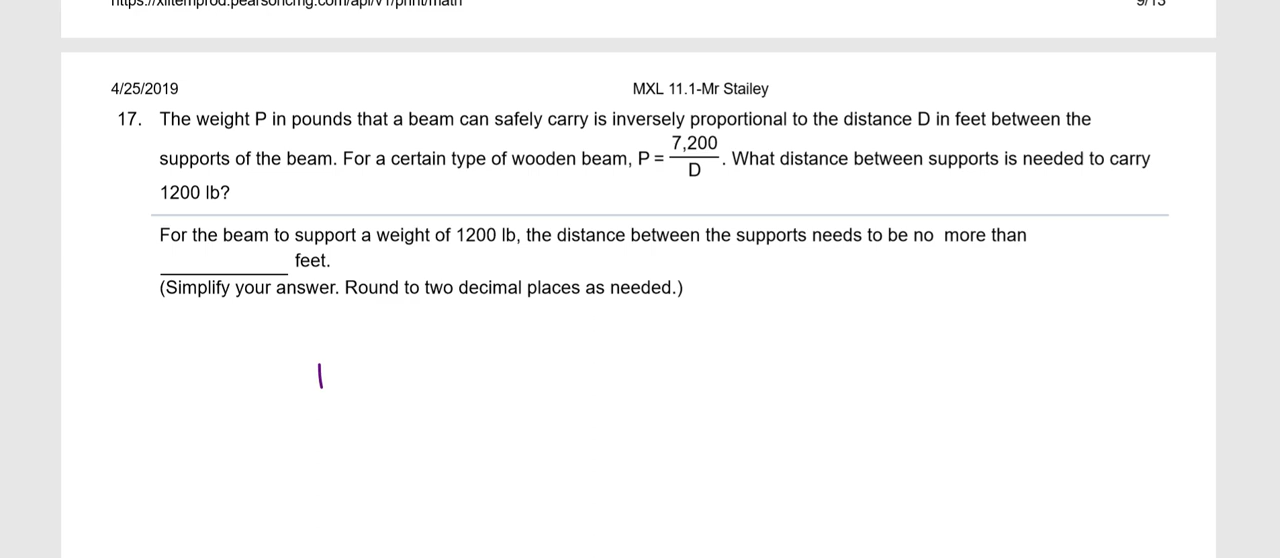 4/25/2019 MXL 11.1-Mr Stailey
17. The weight P in pounds that a beam can safely carry is inversely proportional to the distance D in feet between the
supports of the beam. For a certain type of wooden beam, P = 7,200 / D . What distance between supports is needed to carry
1200 lb?
For the beam to support a weight of 1200 lb, the distance between the supports needs to be no more than
________ feet.
(Simplify your answer. Round to two decimal places as needed.)